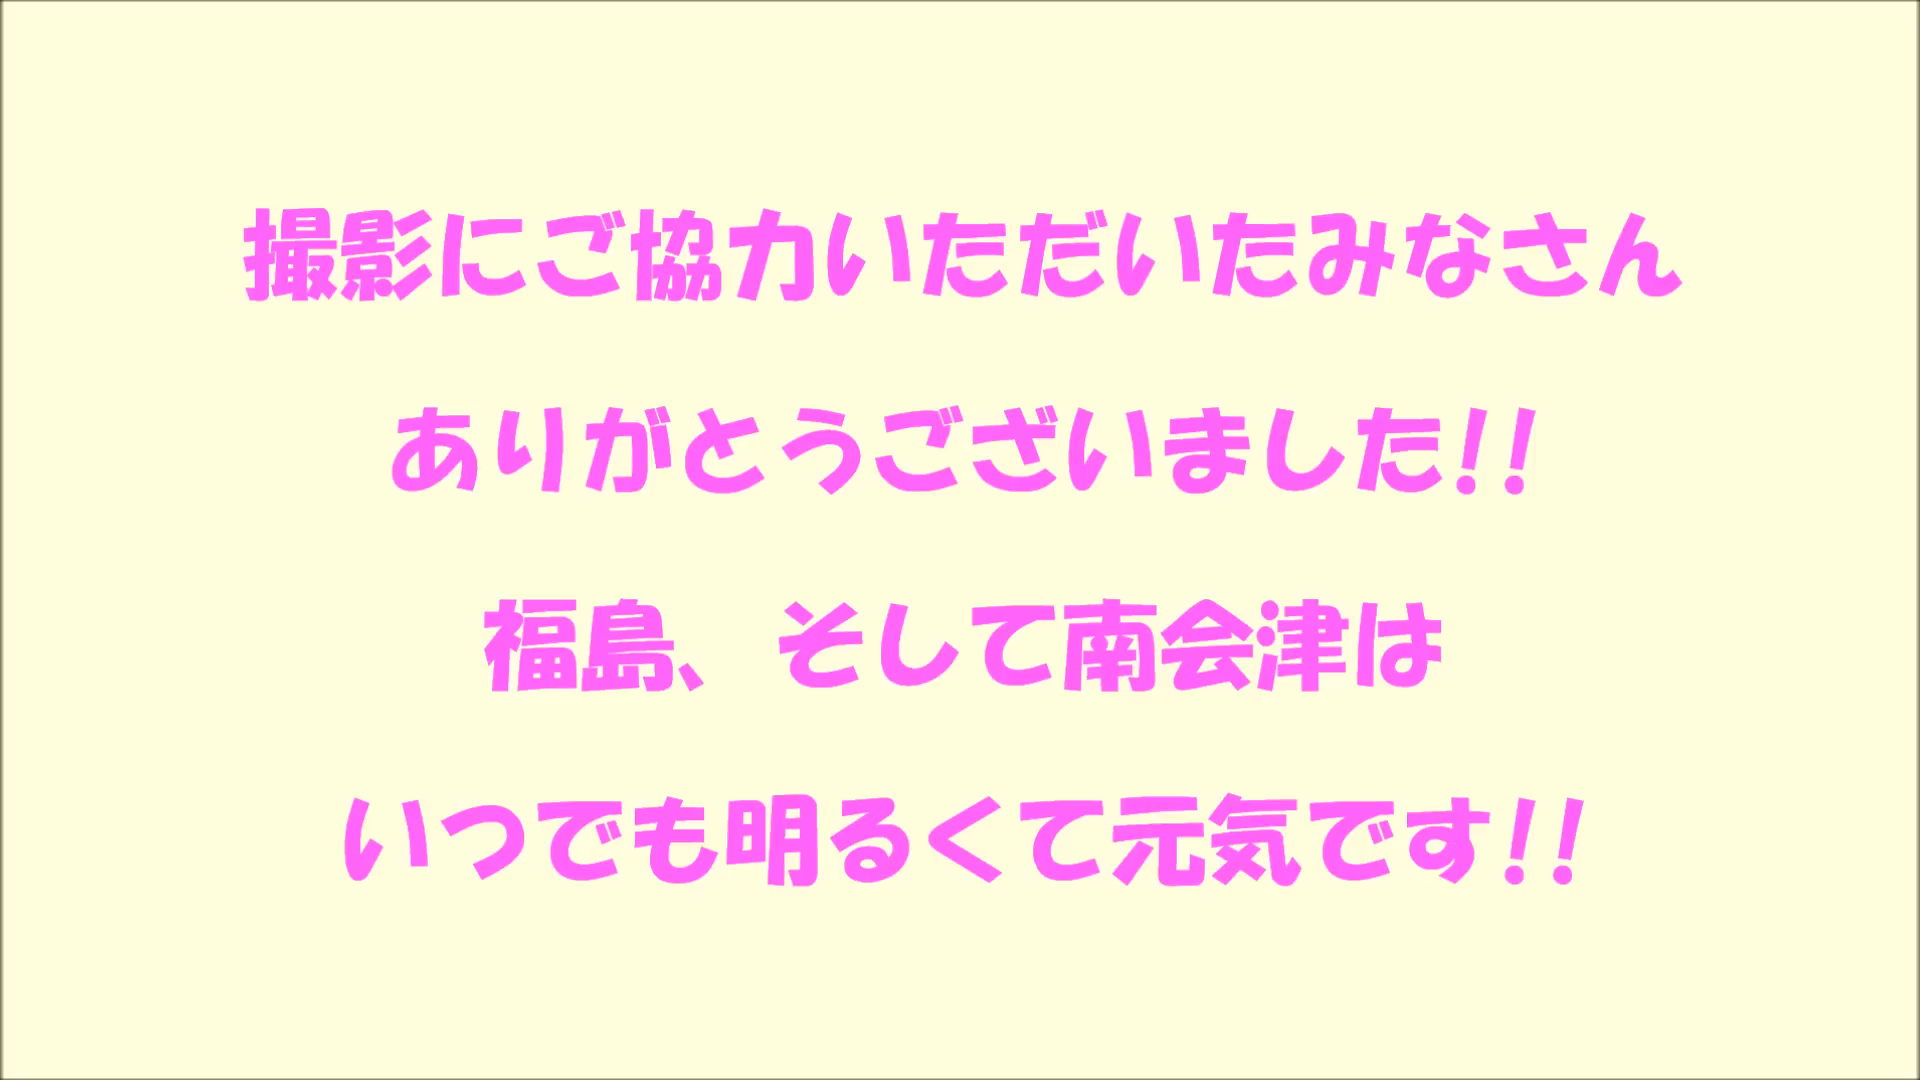 撮影にご協力いただいたみなさん
ありがとうございました!!
福島、そして南会津は
いつでも明るくて元気です!!